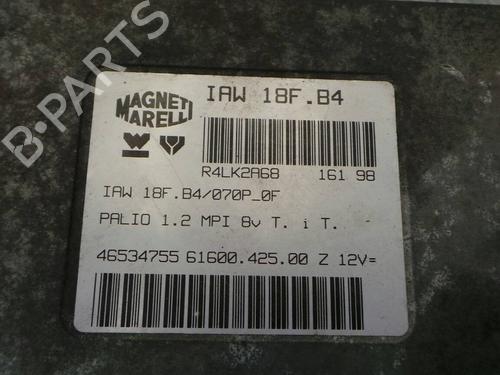 B-PARTS
MAGNETI MARELLI
IAW 18F.B4
R4LK2A68 161 98
IAW 18F.B4/070P_0F
PALIO 1.2 MPI 8v T. i T.
46534755 61600.425.00 Z 12V=